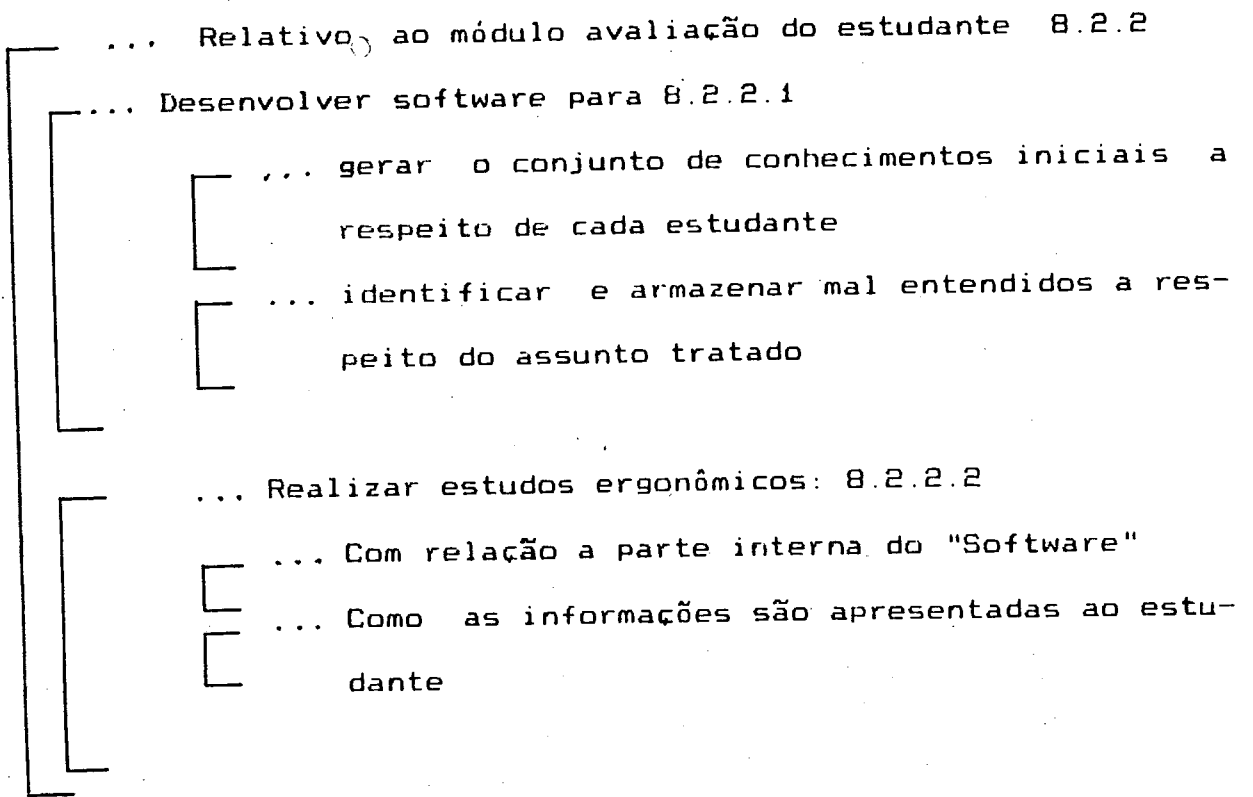 ... Relativo ao módulo avaliação do estudante 8.2.2
... Desenvolver software para 8.2.2.1
... gerar o conjunto de conhecimentos iniciais a
respeito de cada estudante
... identificar e armazenar mal entendidos a res-
peito do assunto tratado
... Realizar estudos ergonômicos: 8.2.2.2
... Com relação a parte interna do "Software"
... Como as informações são apresentadas ao estu-
dante